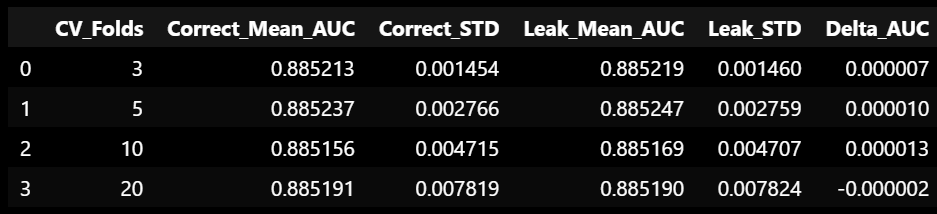 CV_Folds Correct_Mean_AUC Correct_STD Leak_Mean_AUC Leak_STD Delta_AUC
0 3 0.885213 0.001454 0.885219 0.001460 0.000007
1 5 0.885237 0.002766 0.885247 0.002759 0.000010
2 10 0.885156 0.004715 0.885169 0.004707 0.000013
3 20 0.885191 0.007819 0.885190 0.007824 -0.000002